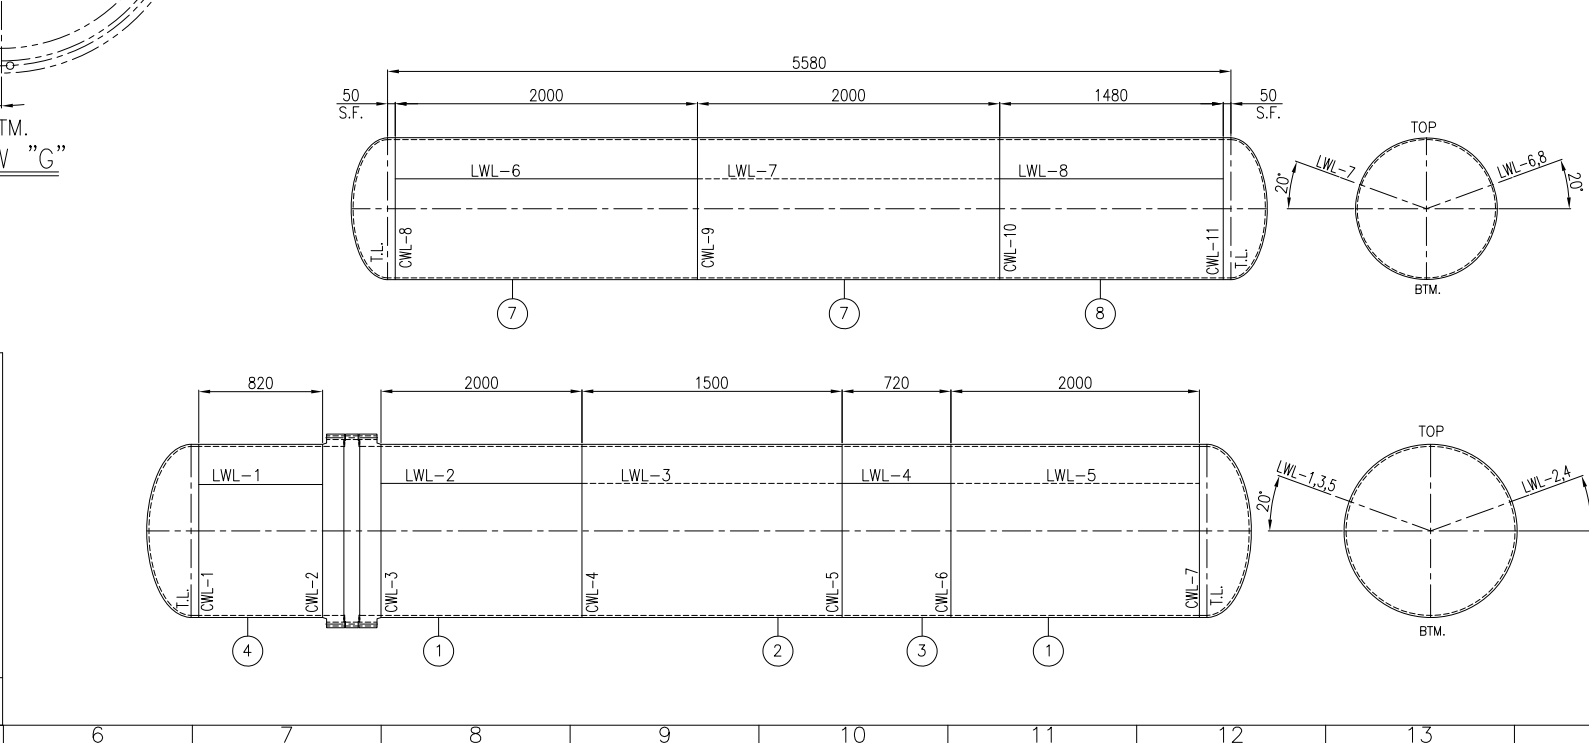 TM.
"G"
5580
50 2000 2000 1480 50
S.F. S.F.
TOP
LWL-6 LWL-7 LWL-8
LWL-7 LWL-6,8
20° 20°
T.L. CWL-8 CWL-9 CWL-10 CWL-11 T.L.
BTM.
7 7 8
820 2000 1500 720 2000
TOP
LWL-1 LWL-2 LWL-3 LWL-4 LWL-5
LWL-1,3,5 LWL-2,4
20°
T.L. CWL-1 CWL-2 CWL-3 CWL-4 CWL-5 CWL-6 CWL-7 T.L.
BTM.
4 1 2 3 1
6 7 8 9 10 11 12 13